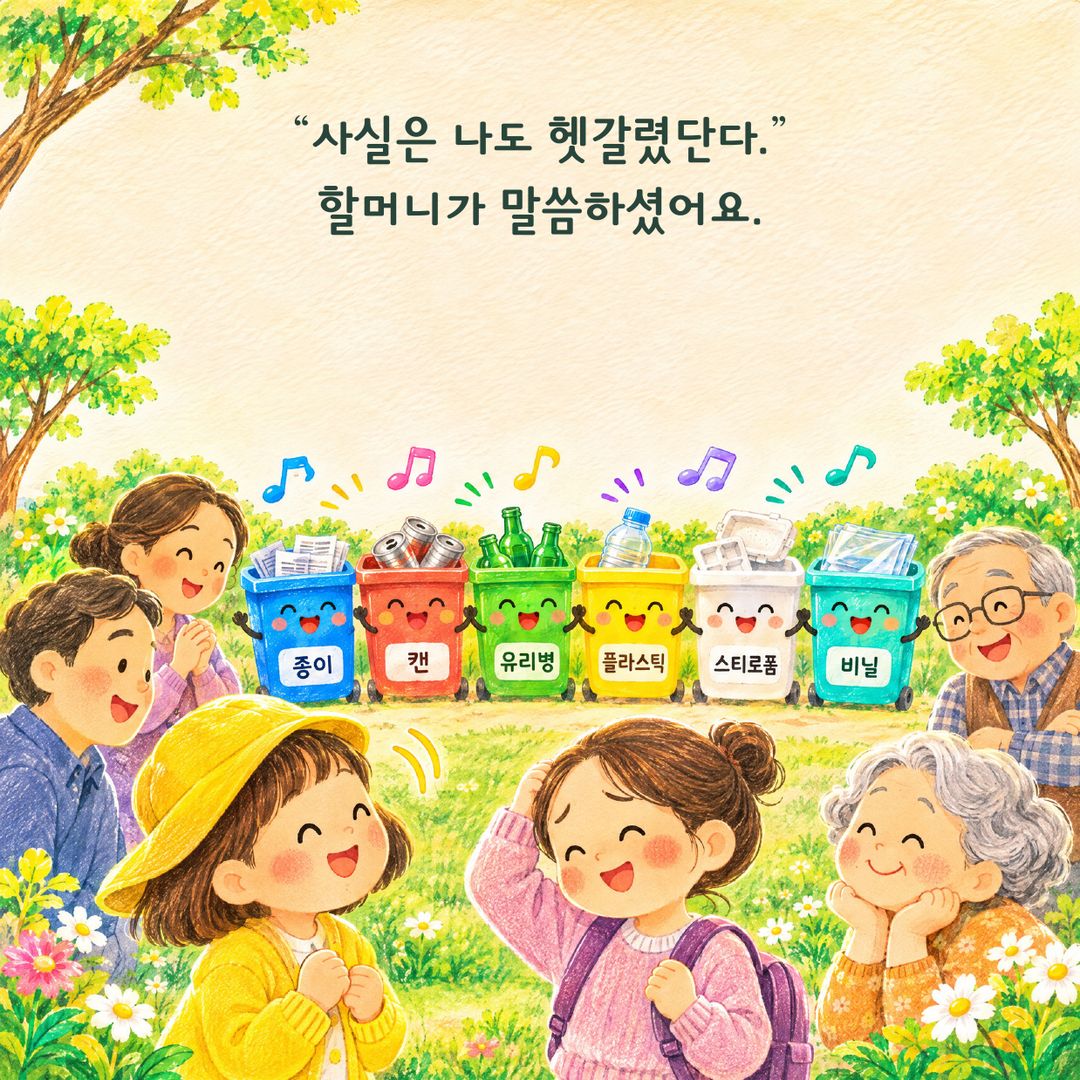 “사실은 나도 헷갈렸단다.”
할머니가 말씀하셨어요.
종이
캔
유리병
플라스틱
스티로폼
비닐